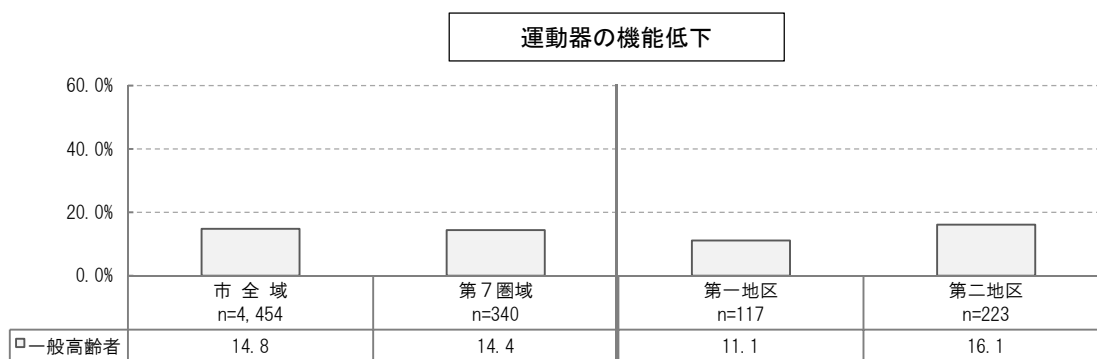 運動器の機能低下
60.0%
40.0%
20.0%
0.0%
市 全 域 第７圏域 第一地区 第二地区
n=4,454 n=340 n=117 n=223
一般高齢者 14.8 14.4 11.1 16.1